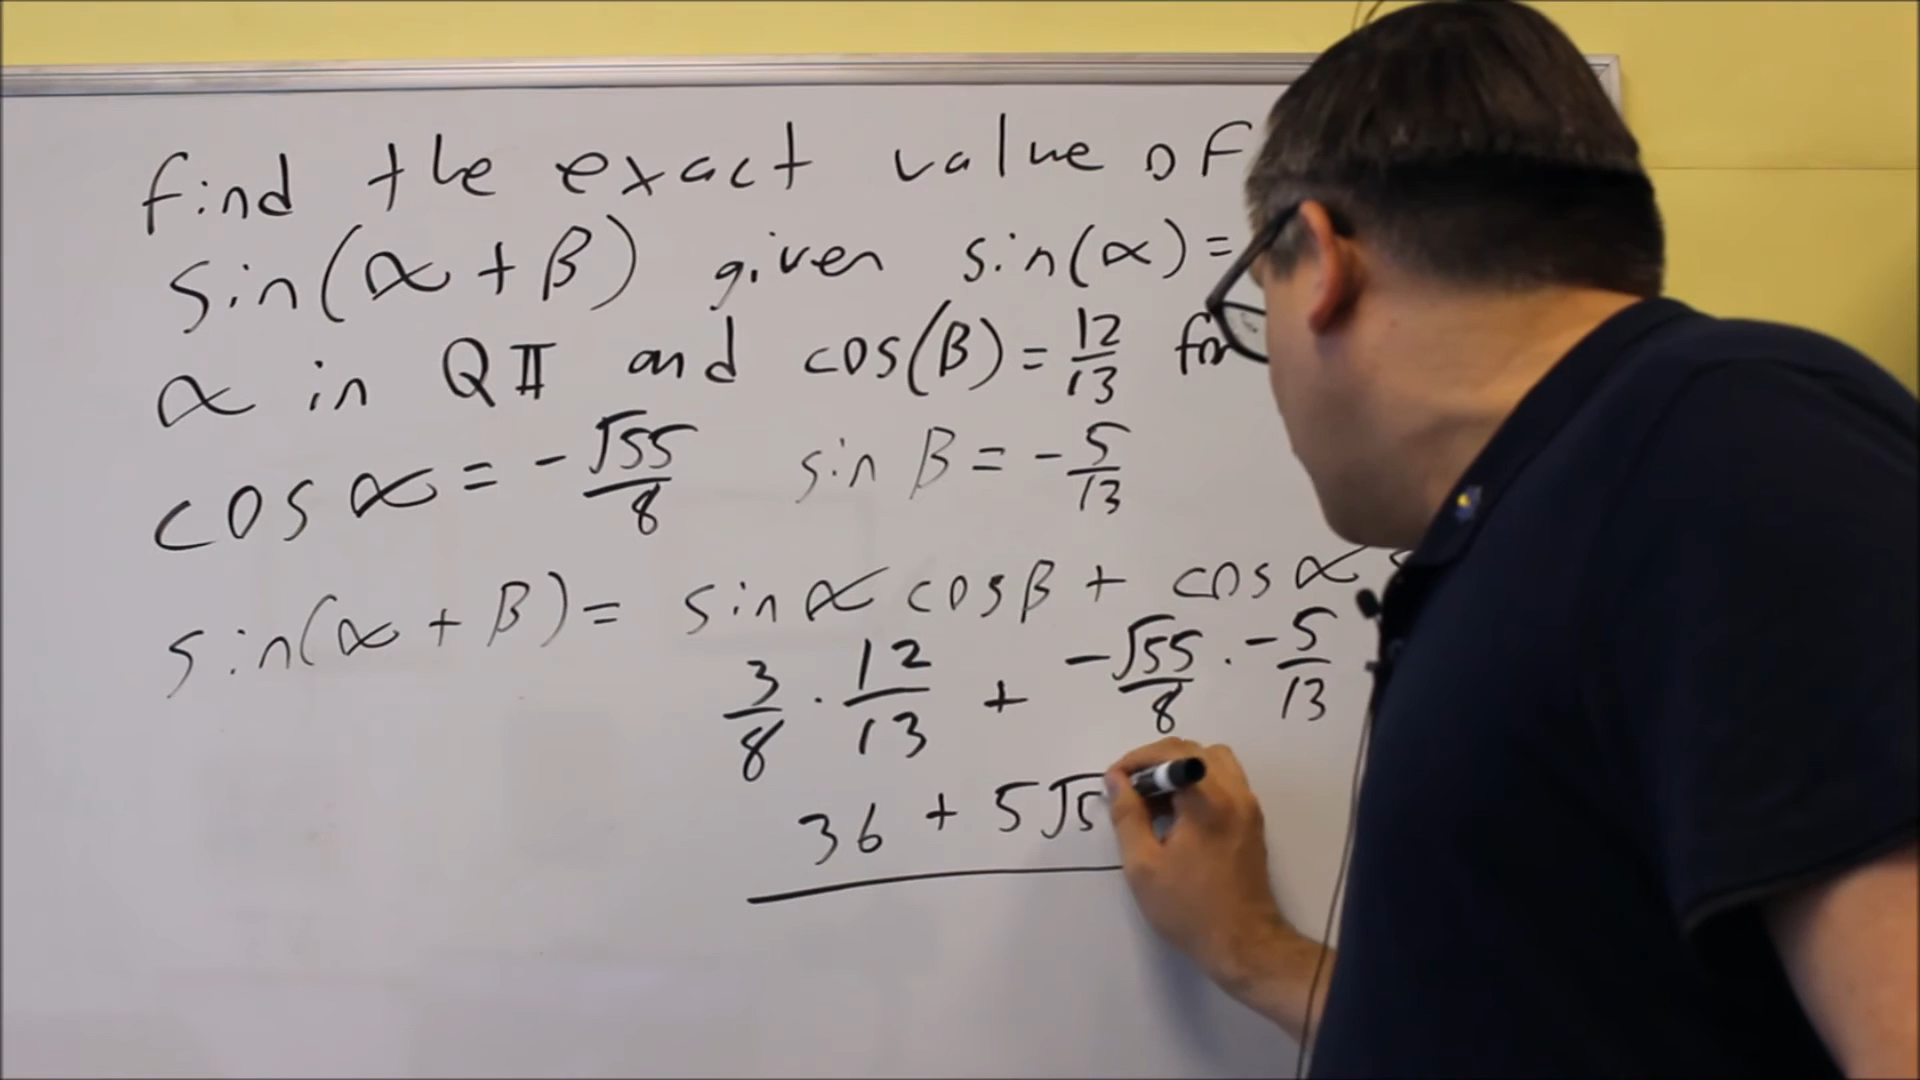 find the exact value of
sin(α + β) given sin(α) =
α in QII and cos(β) = 12/13 for
cos α = -√55/8 sin β = -5/13
sin(α + β) = sin α cos β + cos α
3/8 · 12/13 + -√55/8 · -5/13
36 + 5√5